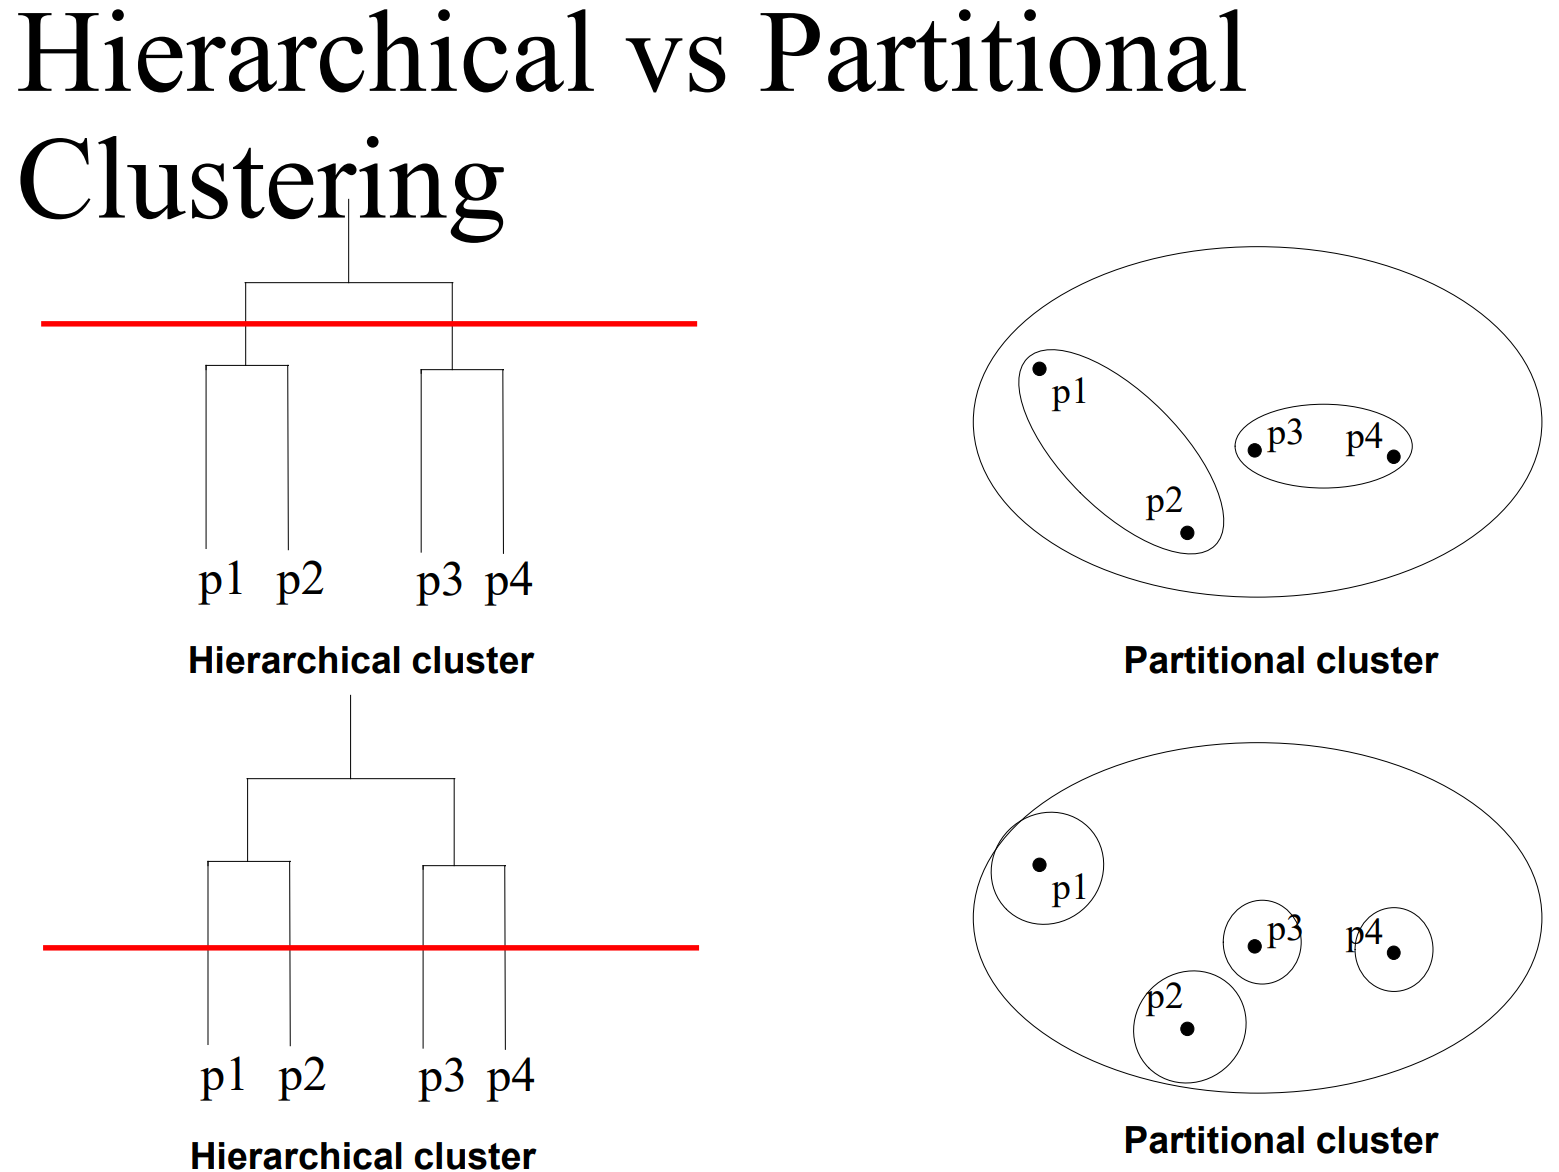 Hierarchical vs Partitional
Clustering
p1
p2
p3
p4
p1 p2 p3 p4
Hierarchical cluster
Partitional cluster
p1
p2
p3
p4
p1 p2 p3 p4
Hierarchical cluster
Partitional cluster